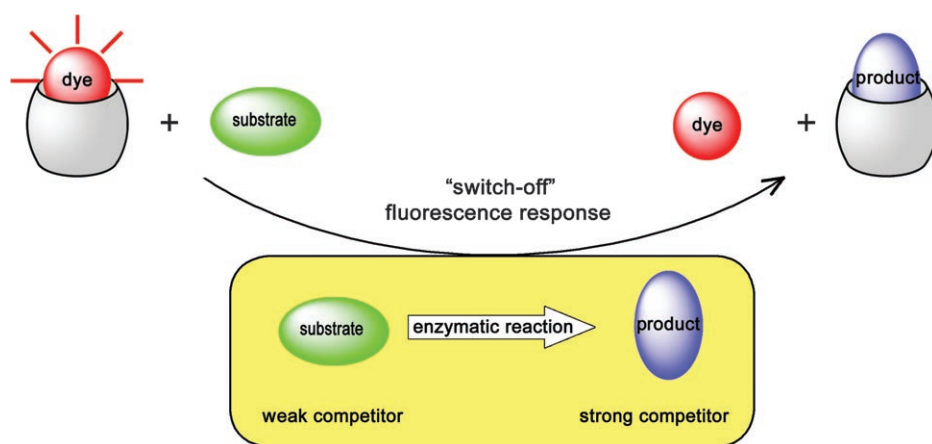 dye
+
substrate
dye
+
product
“switch-off”
fluorescence response
substrate
enzymatic reaction
product
weak competitor
strong competitor